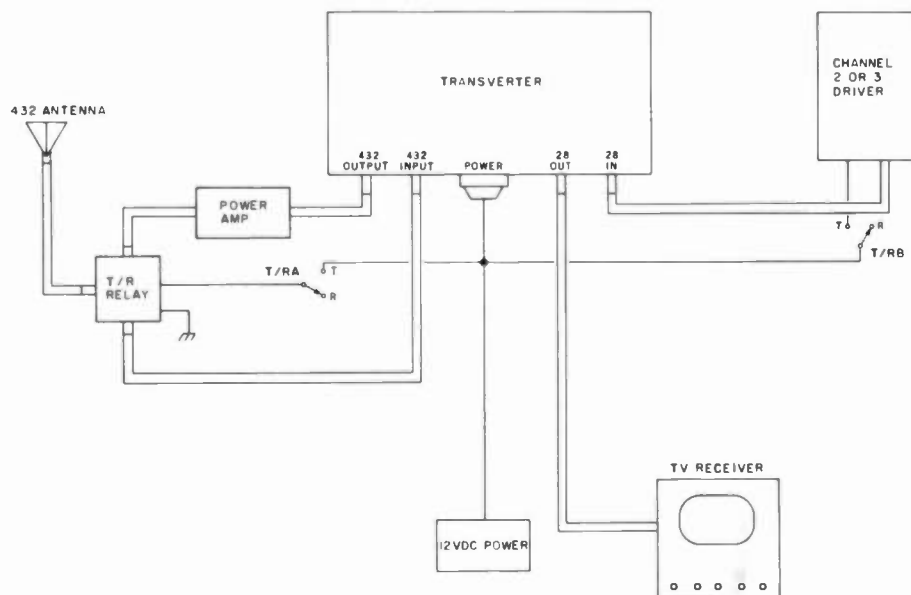 TRANSVERTER
CHANNEL
2 OR 3
DRIVER
432 ANTENNA
432
OUTPUT
432
INPUT
POWER
28
OUT
28
IN
POWER
AMP
T
R
T/RB
T/RA
T
R
T/R
RELAY
TV RECEIVER
12VDC POWER